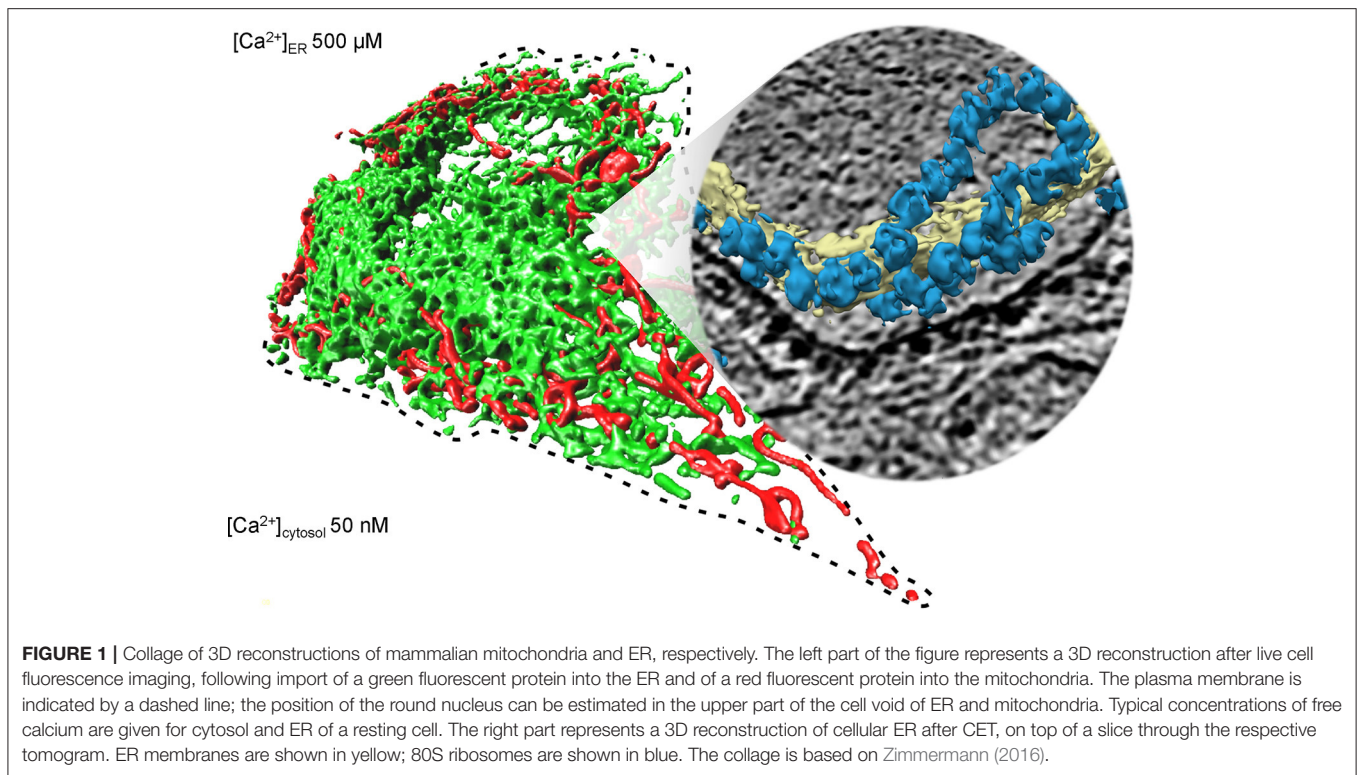 [Ca²⁺]ER 500 µM
[Ca²⁺]cytosol 50 nM
FIGURE 1 | Collage of 3D reconstructions of mammalian mitochondria and ER, respectively. The left part of the figure represents a 3D reconstruction after live cell
fluorescence imaging, following import of a green fluorescent protein into the ER and of a red fluorescent protein into the mitochondria. The plasma membrane is
indicated by a dashed line; the position of the round nucleus can be estimated in the upper part of the cell void of ER and mitochondria. Typical concentrations of free
calcium are given for cytosol and ER of a resting cell. The right part represents a 3D reconstruction of cellular ER after CET, on top of a slice through the respective
tomogram. ER membranes are shown in yellow; 80S ribosomes are shown in blue. The collage is based on Zimmermann (2016).